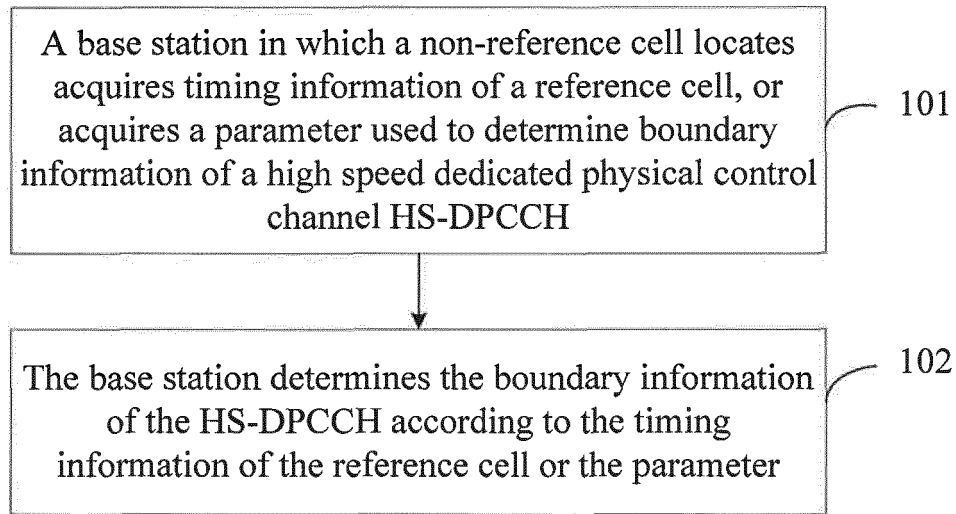 A base station in which a non-reference cell locates
acquires timing information of a reference cell, or
acquires a parameter used to determine boundary
information of a high speed dedicated physical control
channel HS-DPCCH
101
The base station determines the boundary information
of the HS-DPCCH according to the timing
information of the reference cell or the parameter
102